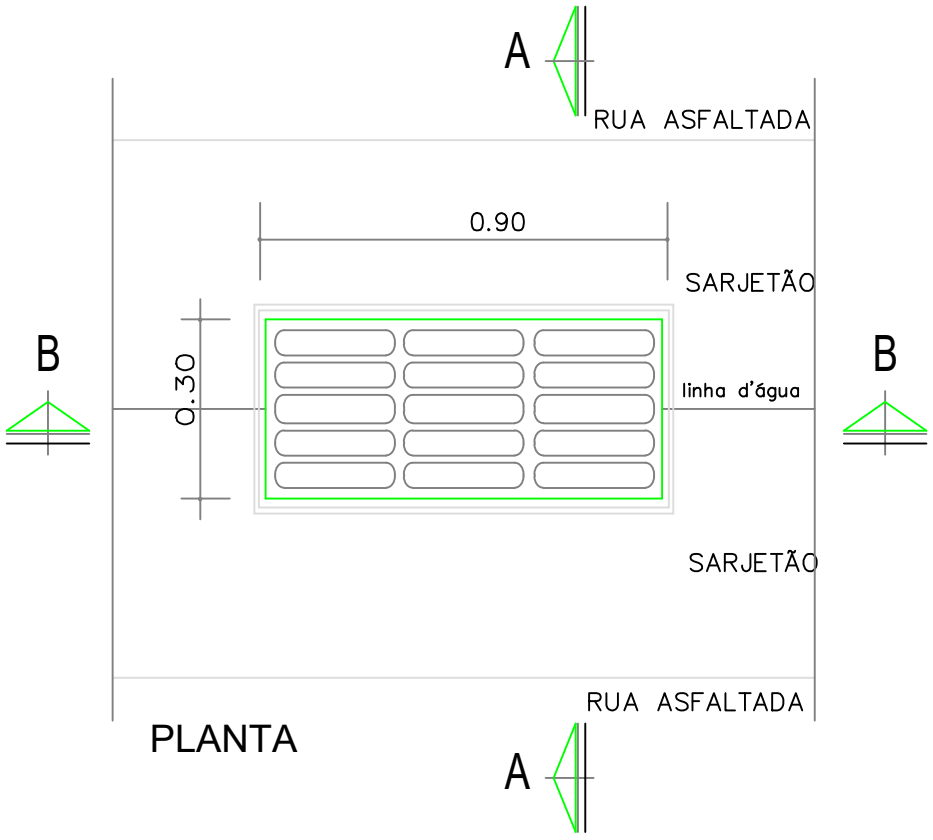 A
RUA ASFALTADA
0.90
SARJETÃO
B
0.30
linha d'água
B
SARJETÃO
RUA ASFALTADA
PLANTA
A